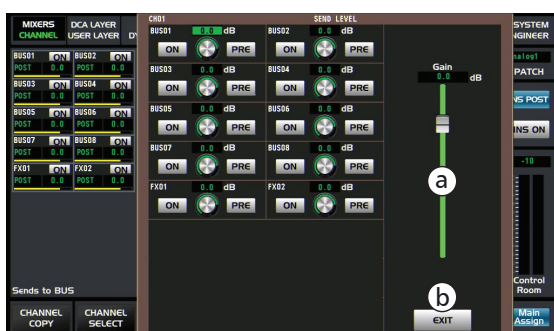 MIXERS
CHANNEL
DCA LAYER
USER LAYER
CH01
SEND LEVEL
SYSTEM
BUS01 ON BUS02 ON
POST 0.0 POST 0.0
BUS03 ON BUS04 ON
POST 0.0 POST 0.0
BUS05 ON BUS06 ON
POST 0.0 POST 0.0
BUS07 ON BUS08 ON
POST 0.0 POST 0.0
FX01 ON FX02 ON
POST 0.0 POST 0.0
Sends to BUS
CHANNEL
COPY
CHANNEL
SELECT
BUS01 0.0 dB BUS02 0.0 dB
ON PRE ON PRE
BUS03 0.0 dB BUS04 0.0 dB
ON PRE ON PRE
BUS05 0.0 dB BUS06 0.0 dB
ON PRE ON PRE
BUS07 0.0 dB BUS08 0.0 dB
ON PRE ON PRE
FX01 0.0 dB FX02 0.0 dB
ON PRE ON PRE
Gain
0.0 dB
a
b
EXIT
NGINEER
nalog1
PATCH
NS POST
NS ON
-10
Control
Room
Main
Assign